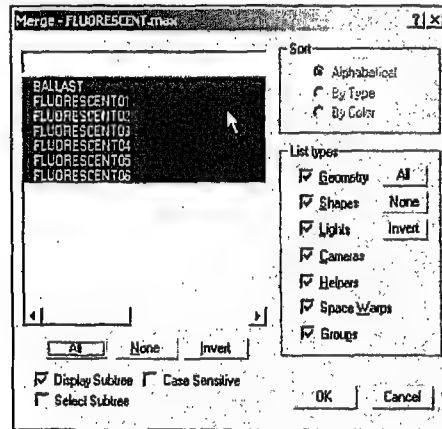 Merge - FLUORESCENT.max
BALLAST
FLUORESCENT01
FLUORESCENT02
FLUORESCENT03
FLUORESCENT04
FLUORESCENT05
FLUORESCENT06
All None Invert
Display Subtree Case Sensitive
Select Subtree
Sort
Alphabetical
By Type
By Color
List types
Geometry All
Shapes None
Lights Invert
Cameras
Helpers
Space Warps
Groups
OK Cancel